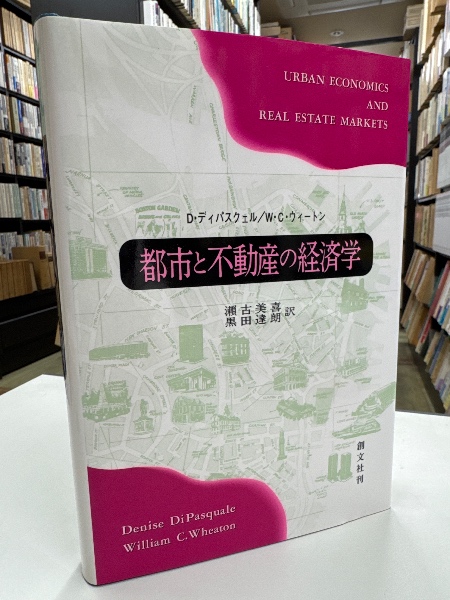 URBAN ECONOMICS
AND
REAL ESTATE MARKETS
D・ディパスクェル/W・C・ウィートン
都市と不動産の経済学
瀬古美喜
黒田達朗 訳
創文社刊
Denise DiPasquale
William C. Wheaton